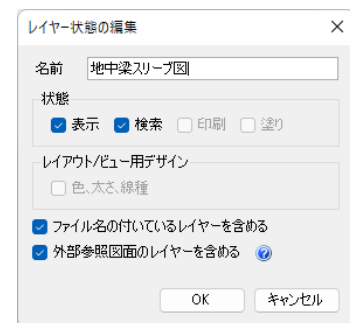 レイヤー状態の編集
名前 地中梁スリーブ図
状態
表示 検索 印刷 塗り
レイアウト/ビュー用デザイン
色、太さ、線種
ファイル名の付いているレイヤーを含める
外部参照図面のレイヤーを含める ?
OK キャンセル